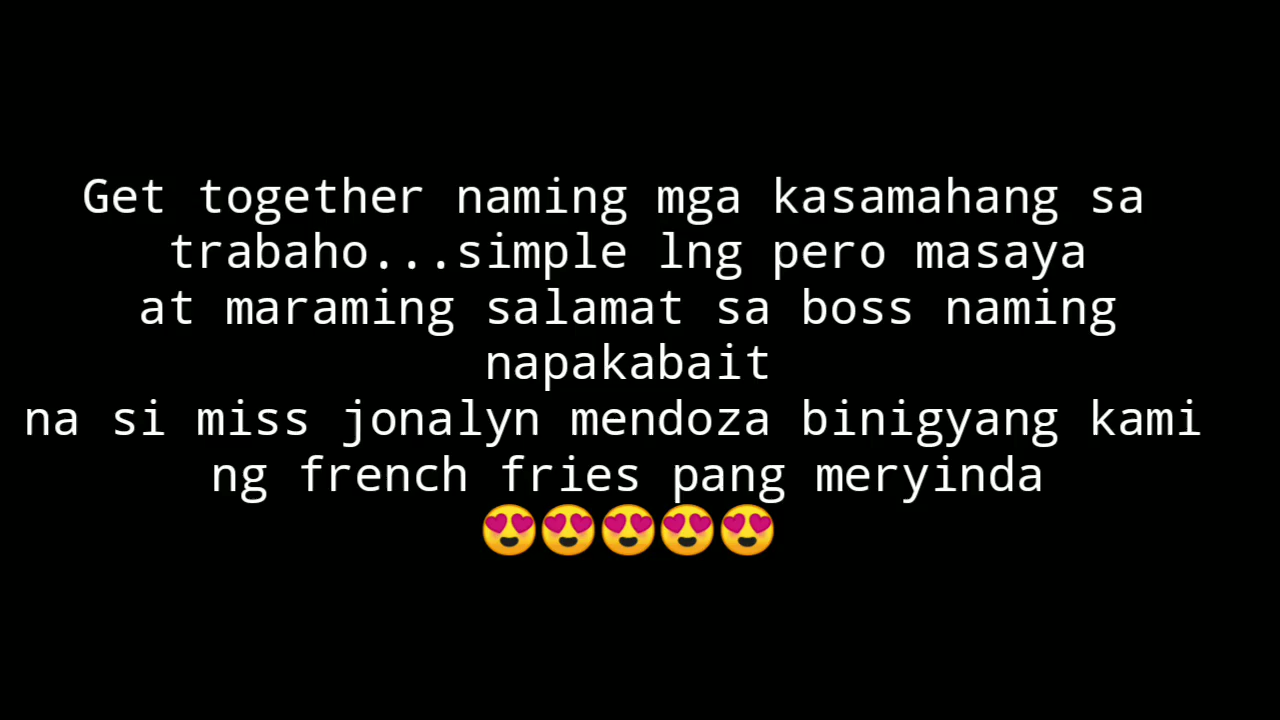 Get together naming mga kasamahang sa
trabaho...simple lng pero masaya
at maraming salamat sa boss naming
napakabait
na si miss jonalyn mendoza binigyang kami
ng french fries pang meryinda
😍😍😍😍😍